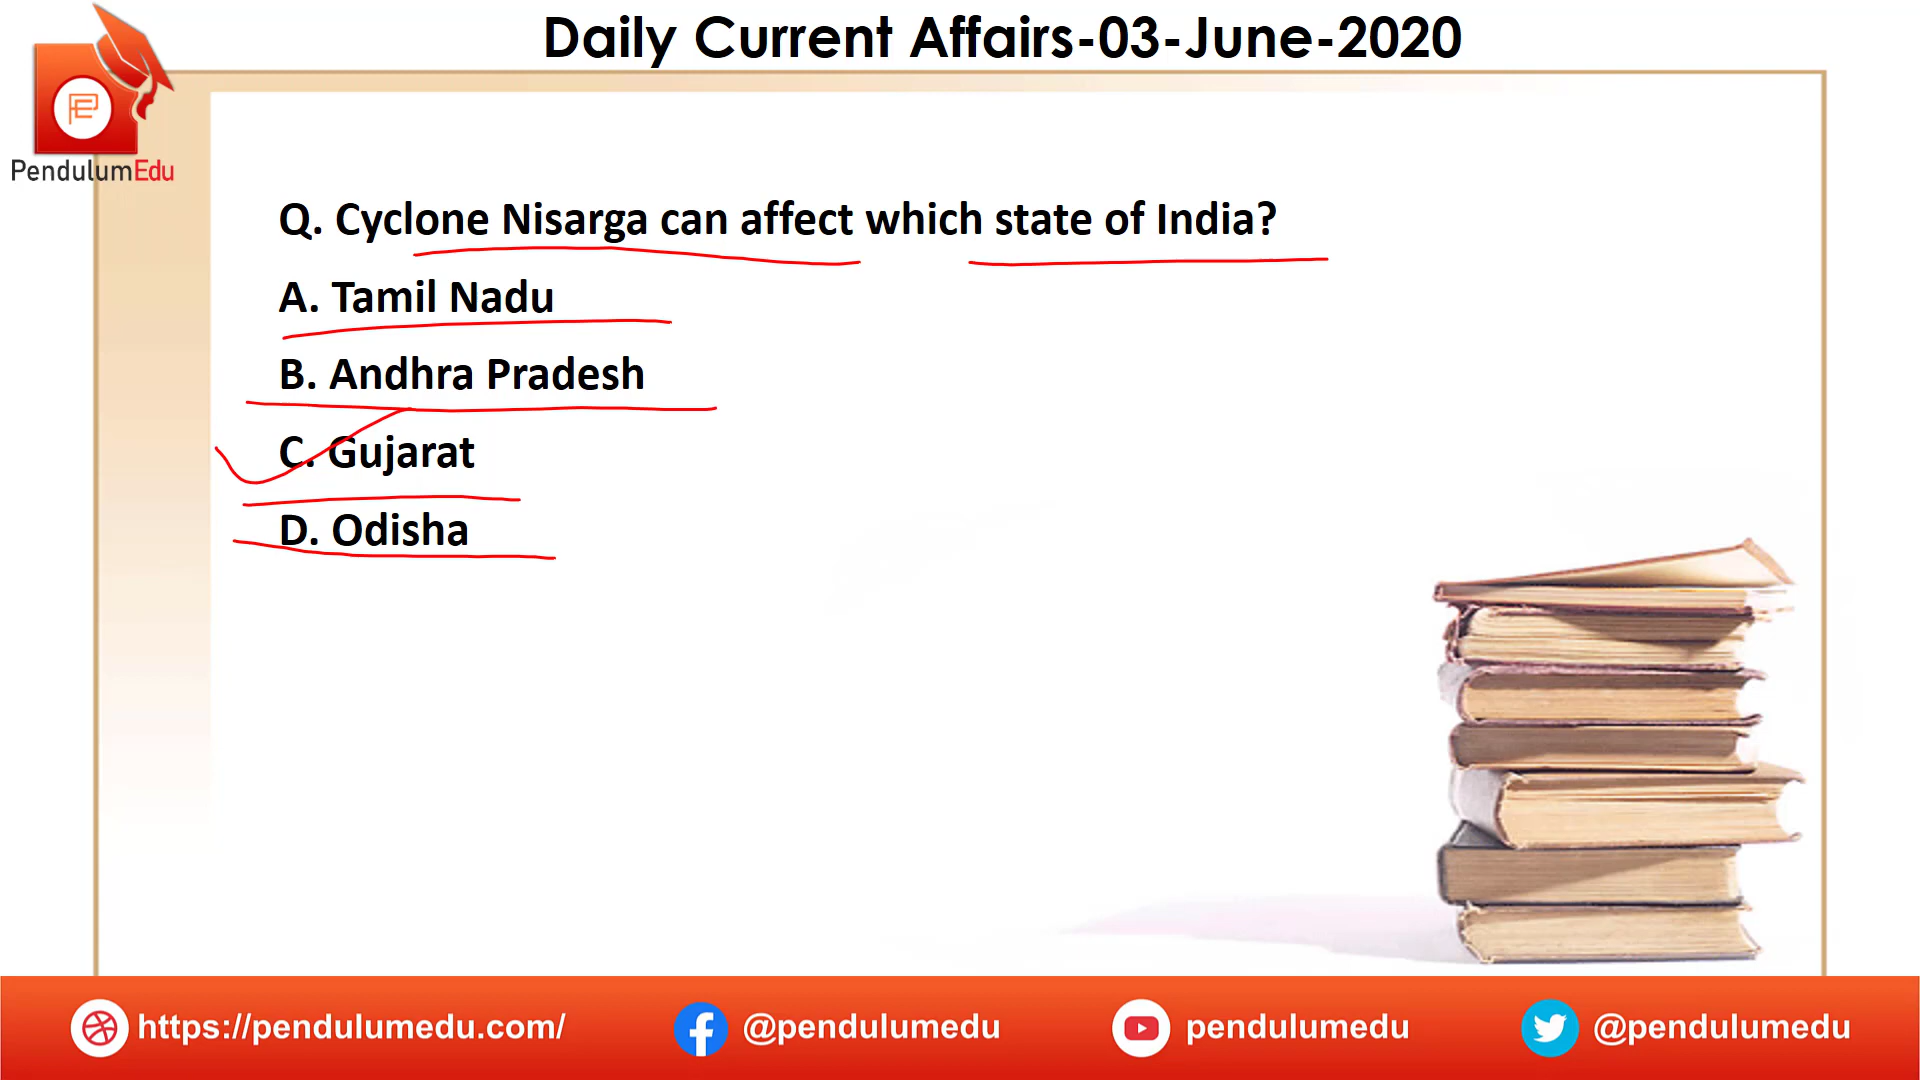 Daily Current Affairs-03-June-2020
PendulumEdu
Q. Cyclone Nisarga can affect which state of India?
A. Tamil Nadu
B. Andhra Pradesh
C. Gujarat
D. Odisha
https://pendulumedu.com/ @pendulumedu pendulumedu @pendulumedu